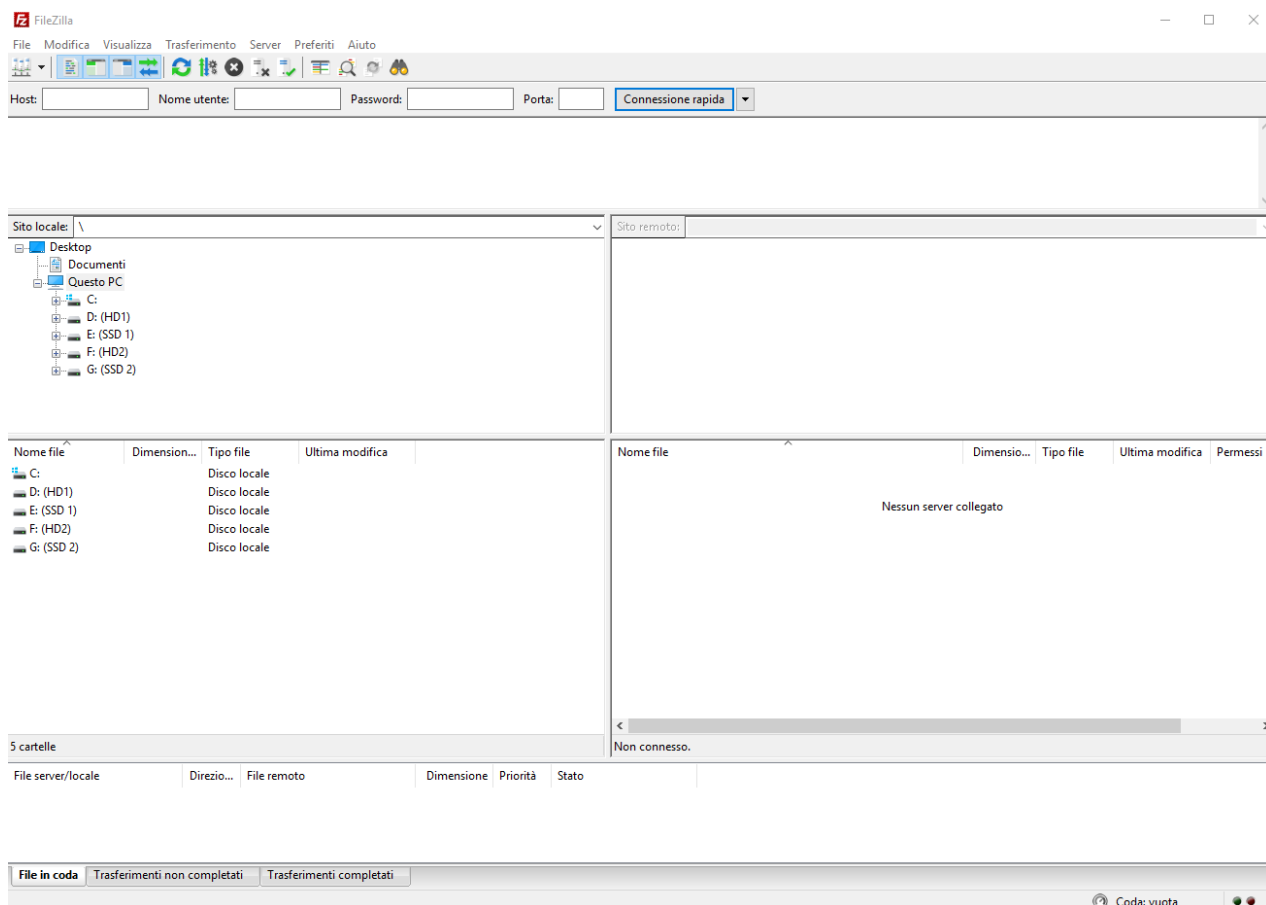 FileZilla
File Modifica Visualizza Trasferimento Server Preferiti Aiuto
Host: Nome utente: Password: Porta: Connessione rapida
Sito locale: \
Desktop
Documenti
Questo PC
C:
D: (HD1)
E: (SSD 1)
F: (HD2)
G: (SSD 2)
Sito remoto:
Nome file Dimension... Tipo file Ultima modifica
C: Disco locale
D: (HD1) Disco locale
E: (SSD 1) Disco locale
F: (HD2) Disco locale
G: (SSD 2) Disco locale
5 cartelle
Nome file Dimensio... Tipo file Ultima modifica Permessi
Nessun server collegato
Non connesso.
File server/locale Direzio... File remoto Dimensione Priorità Stato
File in coda Trasferimenti non completati Trasferimenti completati
Coda: vuota